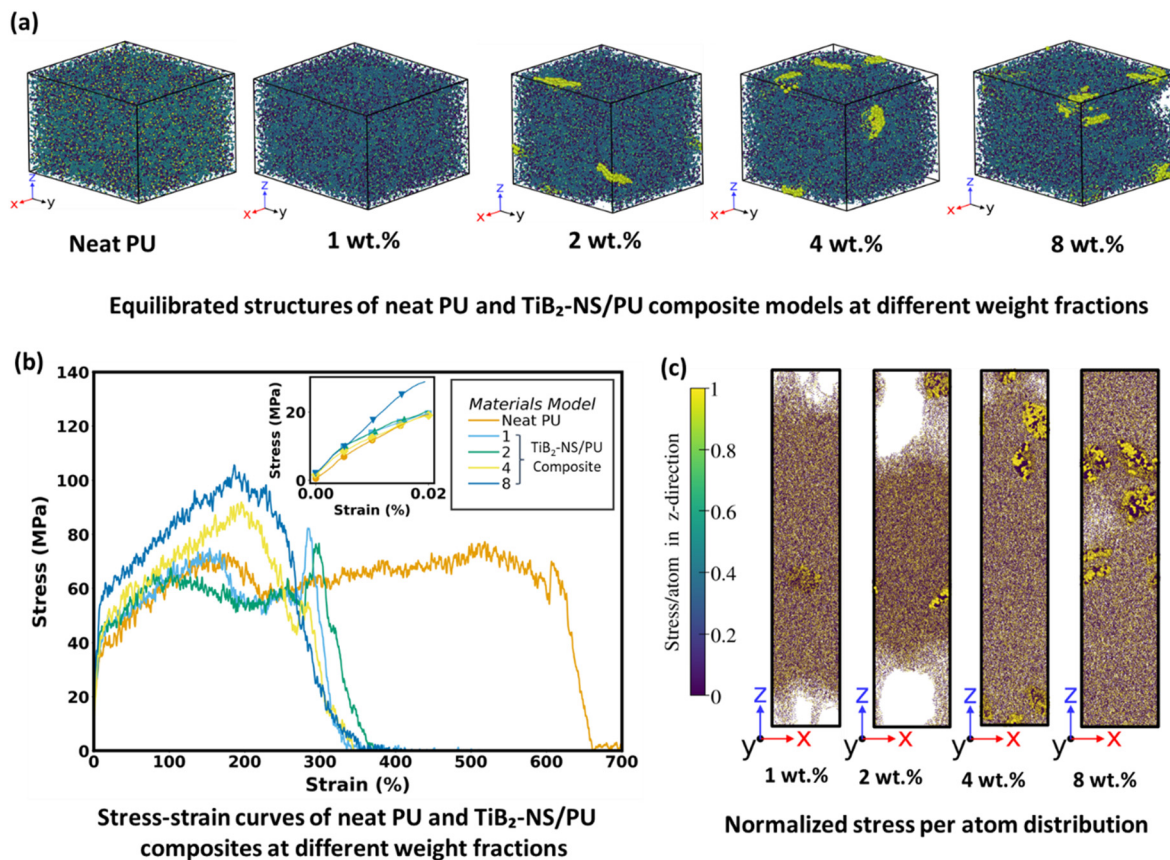 (a)
z
x
y
Neat PU
z
x
y
1 wt.%
z
x
y
2 wt.%
z
x
y
4 wt.%
z
x
y
8 wt.%
Equilibrated structures of neat PU and TiB₂-NS/PU composite models at different weight fractions
(b)
Stress (MPa)
140
120
100
80
60
40
20
0
0
100
200
300
400
500
600
700
Strain (%)
Stress (MPa)
20
0
0.00
0.02
Strain (%)
Materials Model
Neat PU
1
2
4
8
TiB₂-NS/PU
Composite
Stress-strain curves of neat PU and TiB₂-NS/PU
composites at different weight fractions
(c)
Stress/atom in z-direction
1
0.8
0.6
0.4
0.2
0
Z
y
X
1 wt.%
Z
y
X
2 wt.%
Z
y
X
4 wt.%
Z
y
X
8 wt.%
Normalized stress per atom distribution